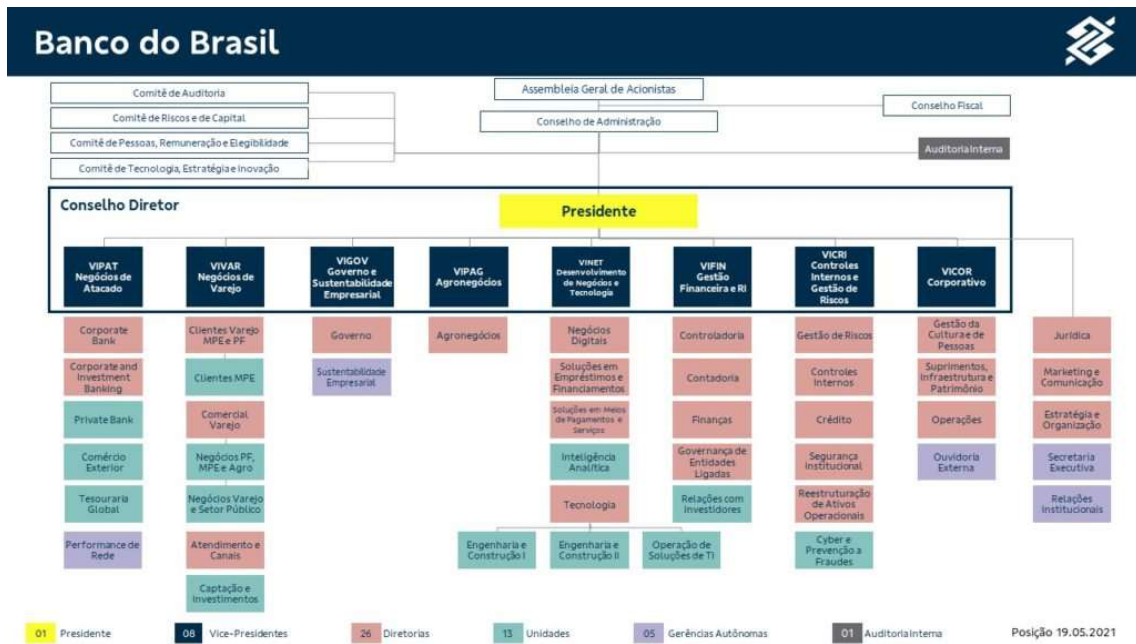 Banco do Brasil
Comitê de Auditoria
Comitê de Riscos e de Capital
Comitê de Pessoas, Remuneração e Elegibilidade
Comitê de Tecnologia, Estratégia e Inovação
Assembleia Geral de Acionistas
Conselho de Administração
Conselho Fiscal
Auditoria Interna
Conselho Diretor
Presidente
VIPAT
Negócios de
Atacado
VIVAR
Negócios de
Varejo
VIGOV
Governo e
Sustentabilidade
Empresarial
VIPAG
Agronegócios
VINET
Desenvolvimento
de Negócios e
Tecnologia
VIFIN
Gestão
Financeira e RI
VICRI
Controles
Internos e
Gestão de
Riscos
VICOR
Corporativo
Corporate
Bank
Corporate and
Investment
Banking
Private Bank
Comércio
Exterior
Tesouraria
Global
Performance de
Rede
Clientes Varejo
MPE e PF
Clientes MPE
Comercial
Varejo
Negócios PF,
MPE e Agro
Negócios Varejo
e Setor Público
Atendimento e
Canais
Captação e
Investimentos
Governo
Sustentabilidade
Empresarial
Agronegócios
Negócios
Digitais
Soluções em
Empréstimos e
Financiamentos
Soluções em Meios
de Pagamentos e
Serviços
Inteligência
Analítica
Tecnologia
Engenharia e
Construção I
Engenharia e
Construção II
Operação de
Soluções de TI
Controladoria
Contadoria
Finanças
Governança de
Entidades
Ligadas
Relações com
Investidores
Gestão de Riscos
Controles
Internos
Crédito
Segurança
Institucional
Reestruturação
de Ativos
Operacionais
Cyber e
Prevenção a
Fraudes
Gestão da
Cultura e de
Pessoas
Suprimentos,
Infraestrutura e
Patrimônio
Operações
Ouvidoria
Externa
Jurídica
Marketing e
Comunicação
Estratégia e
Organização
Secretaria
Executiva
Relações
Institucionais
01 Presidente
08 Vice-Presidentes
26 Diretorias
13 Unidades
05 Gerências Autônomas
01 Auditoria Interna
Posição 19.05.2021